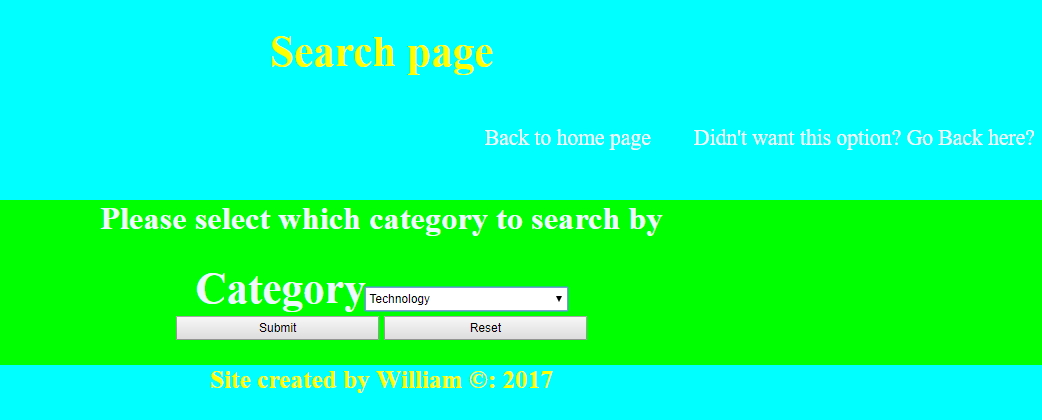 Search page
Back to home page Didn't want this option? Go Back here?
Please select which category to search by
Category Technology
Submit Reset
Site created by William ©: 2017